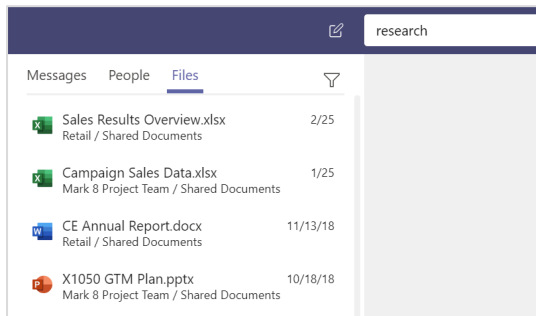 research
Messages People Files
Sales Results Overview.xlsx 2/25
Retail / Shared Documents
Campaign Sales Data.xlsx 1/25
Mark 8 Project Team / Shared Documents
CE Annual Report.docx 11/13/18
Retail / Shared Documents
X1050 GTM Plan.pptx 10/18/18
Mark 8 Project Team / Shared Documents